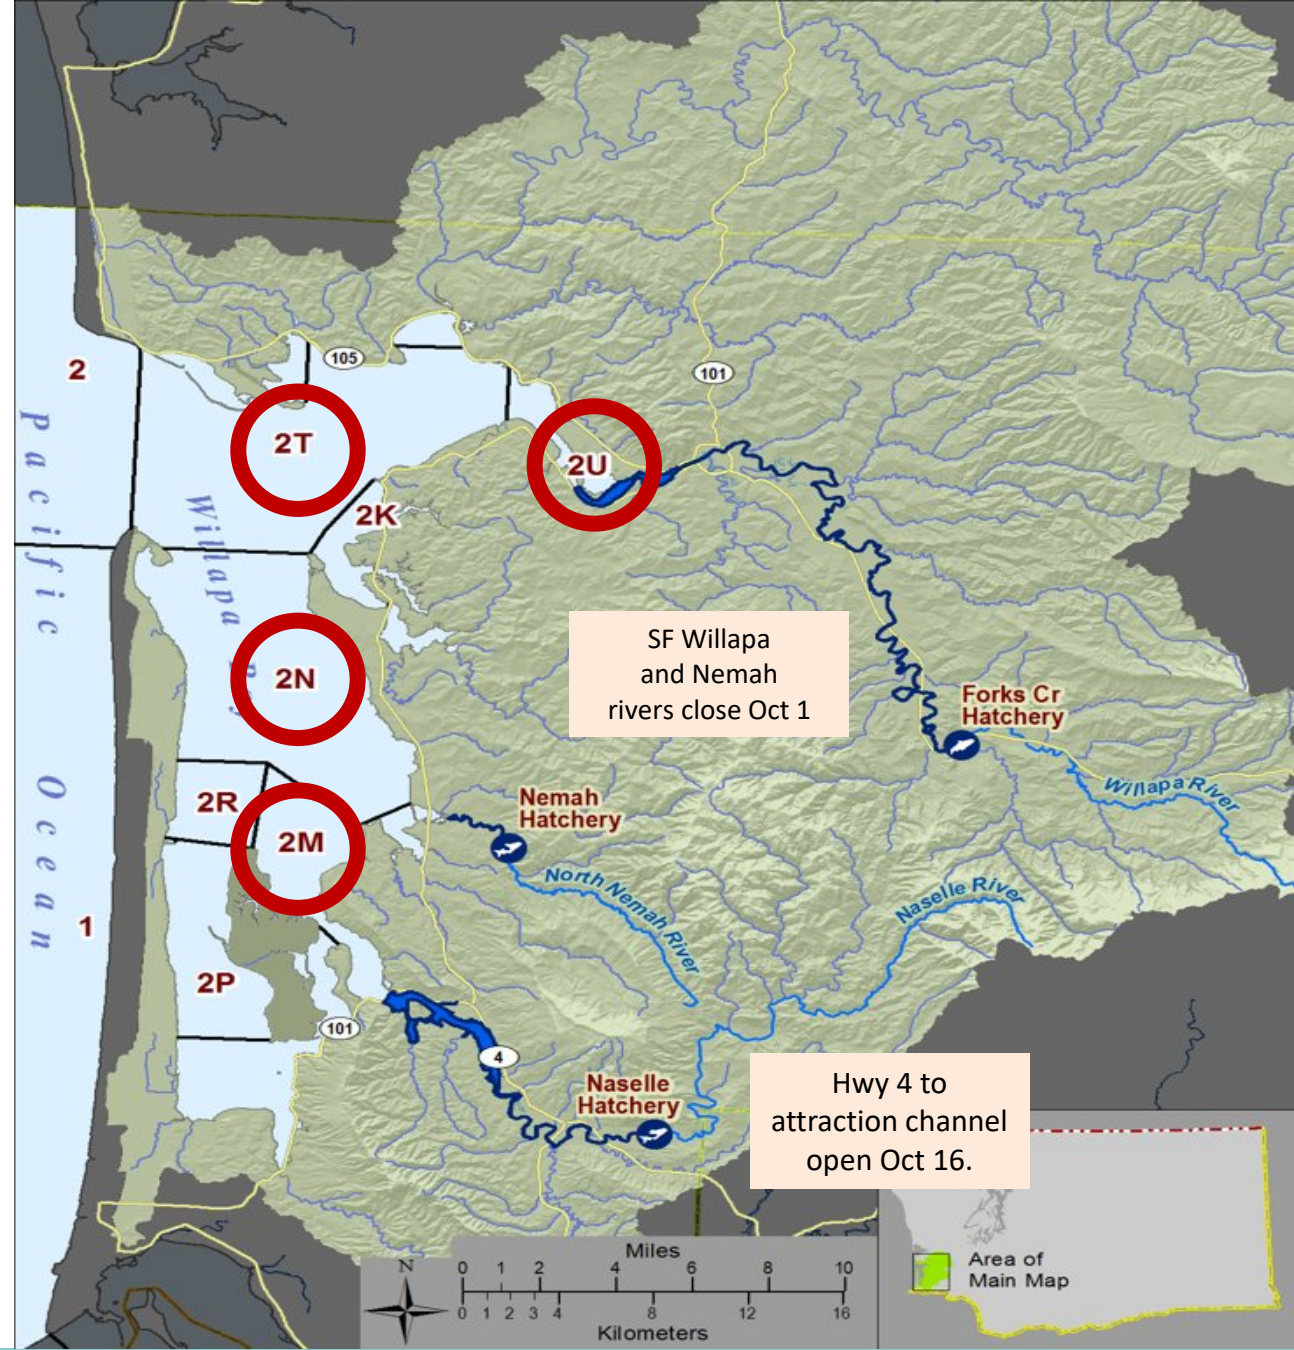 105
2
101
2T
2U
2K
Pacific Ocean
Willapa Bay
SF Willapa
and Nemah
rivers close Oct 1
2N
Forks Cr
Hatchery
Willapa River
2R
Nemah
Hatchery
2M
North Nemah River
Naselle River
1
2P
101
4
Naselle
Hatchery
Hwy 4 to
attraction channel
open Oct 16.
N
Miles
0 1 2 4 6 8 10
0 1 2 3 4 8 12 16
Kilometers
Area of
Main Map